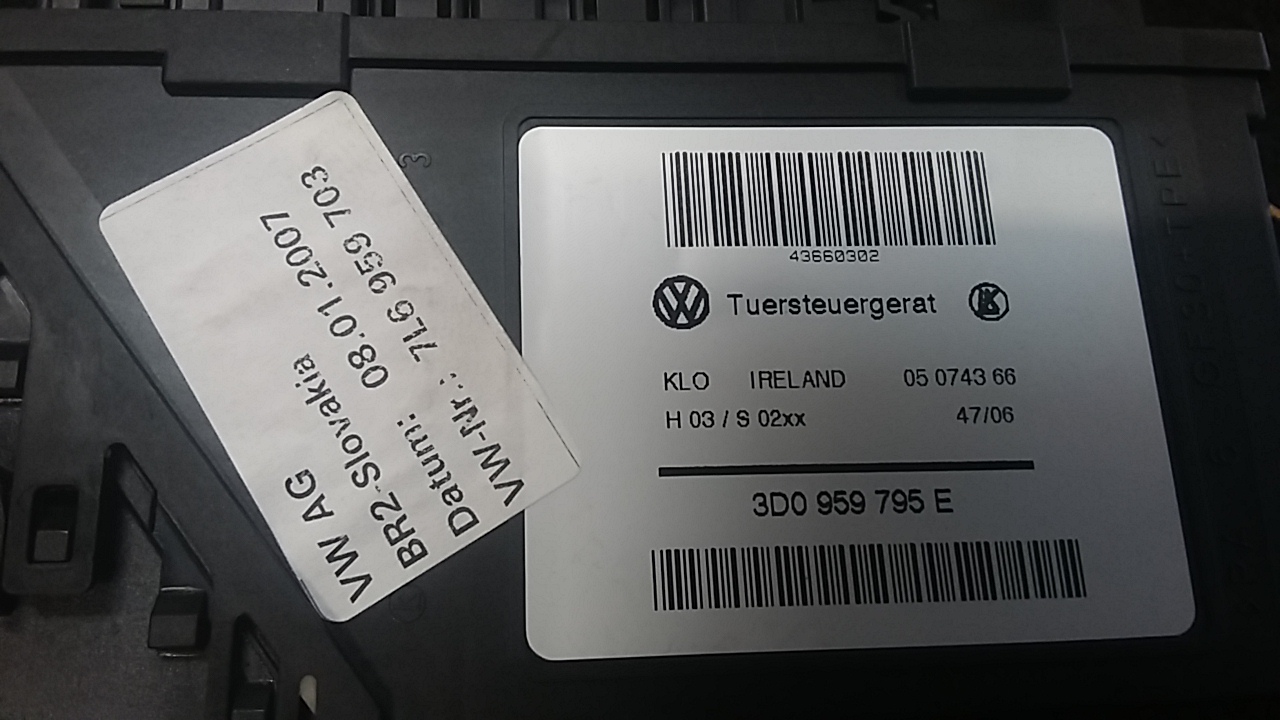 VW AG
BR2-Slovakia
Datum: 08.01.2007
VW-Nr.: 7L6 959 703
3
43660302
Tuersteuergerat
KLO IRELAND 05 0743 66
H 03 / S 02xx 47/06
3D0 959 795 E